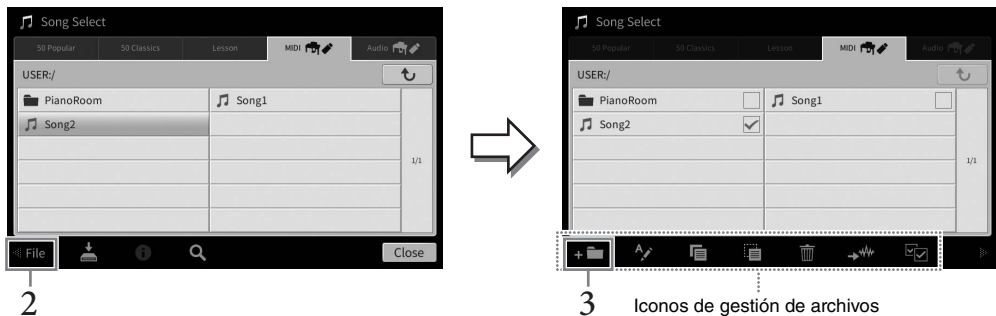 Song Select
50 Popular 50 Classics Lesson MIDI Audio
USER:/
PianoRoom Song1
Song2
1/1
File Close
2
Song Select
50 Popular 50 Classics Lesson MIDI Audio
USER:/
PianoRoom Song1
Song2
1/1
3
Iconos de gestión de archivos